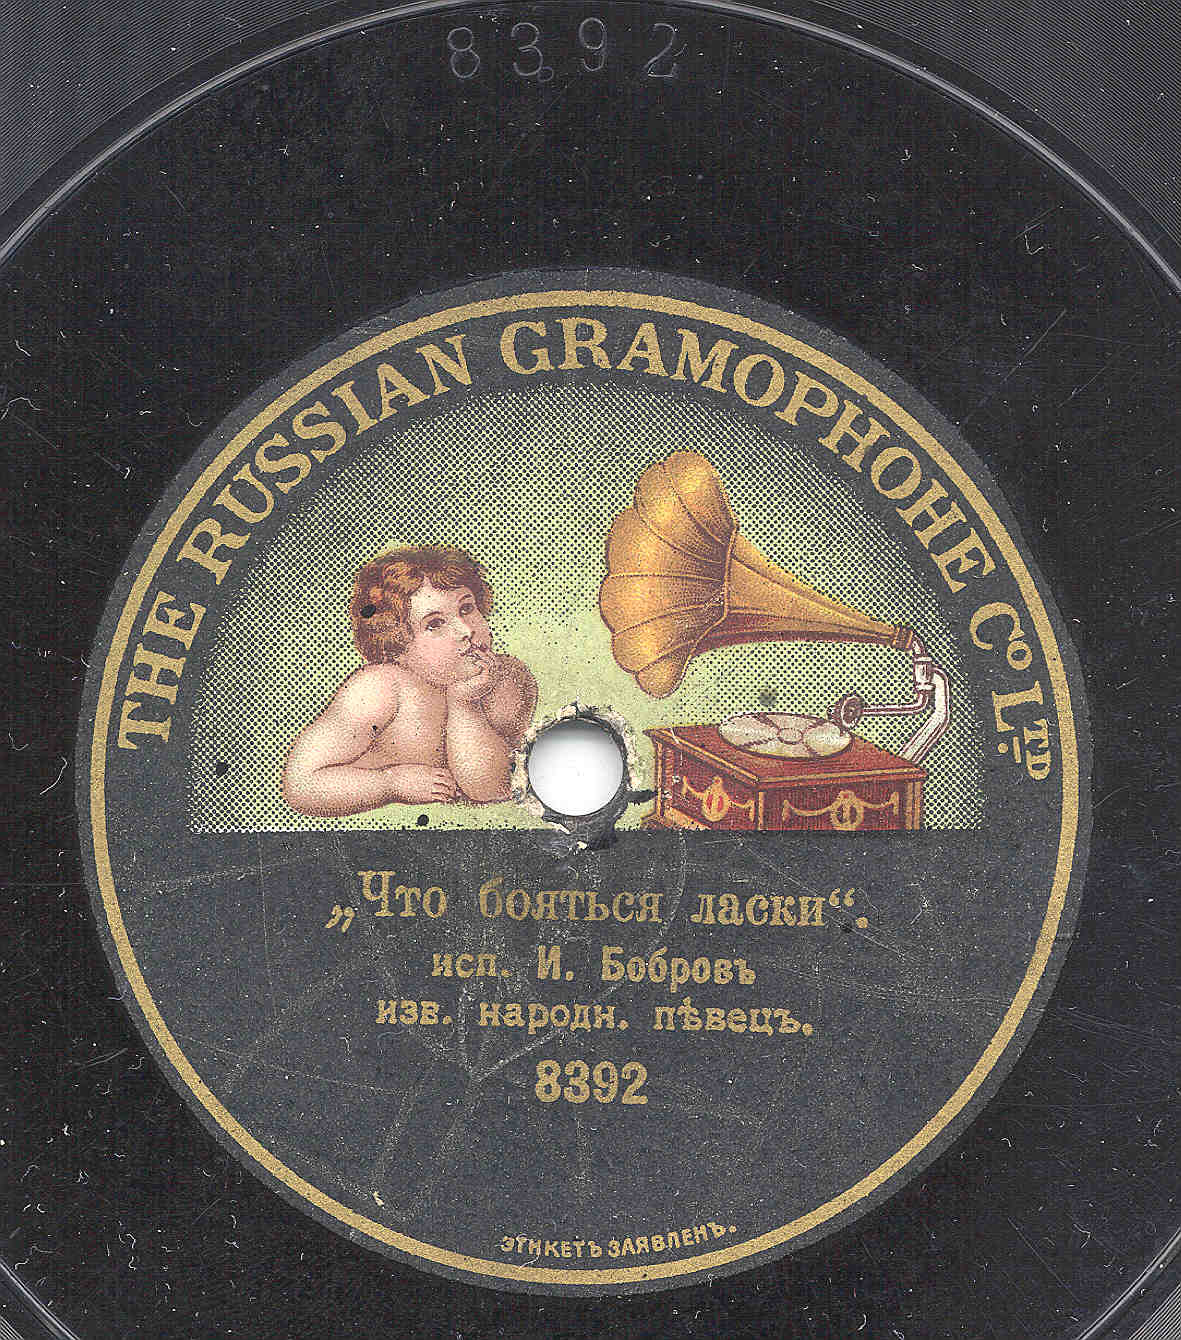 8392
THE RUSSIAN GRAMOPHONE Co LTD
„Что бояться ласки“.
исп. И. Бобровъ
изв. народн. пѣвецъ.
8392
ЭТИКЕТЪ ЗАЯВЛЕНЪ.